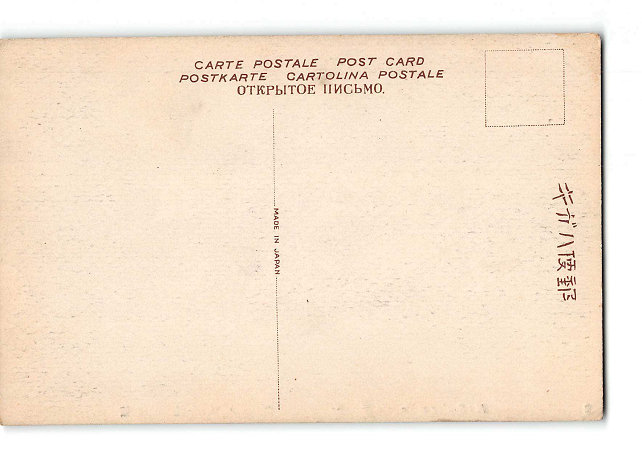 CARTE POSTALE POST CARD
POSTKARTE CARTOLINA POSTALE
ОТКРЫТОЕ ПИСЬМО.
MADE IN JAPAN
郵便ハガキ